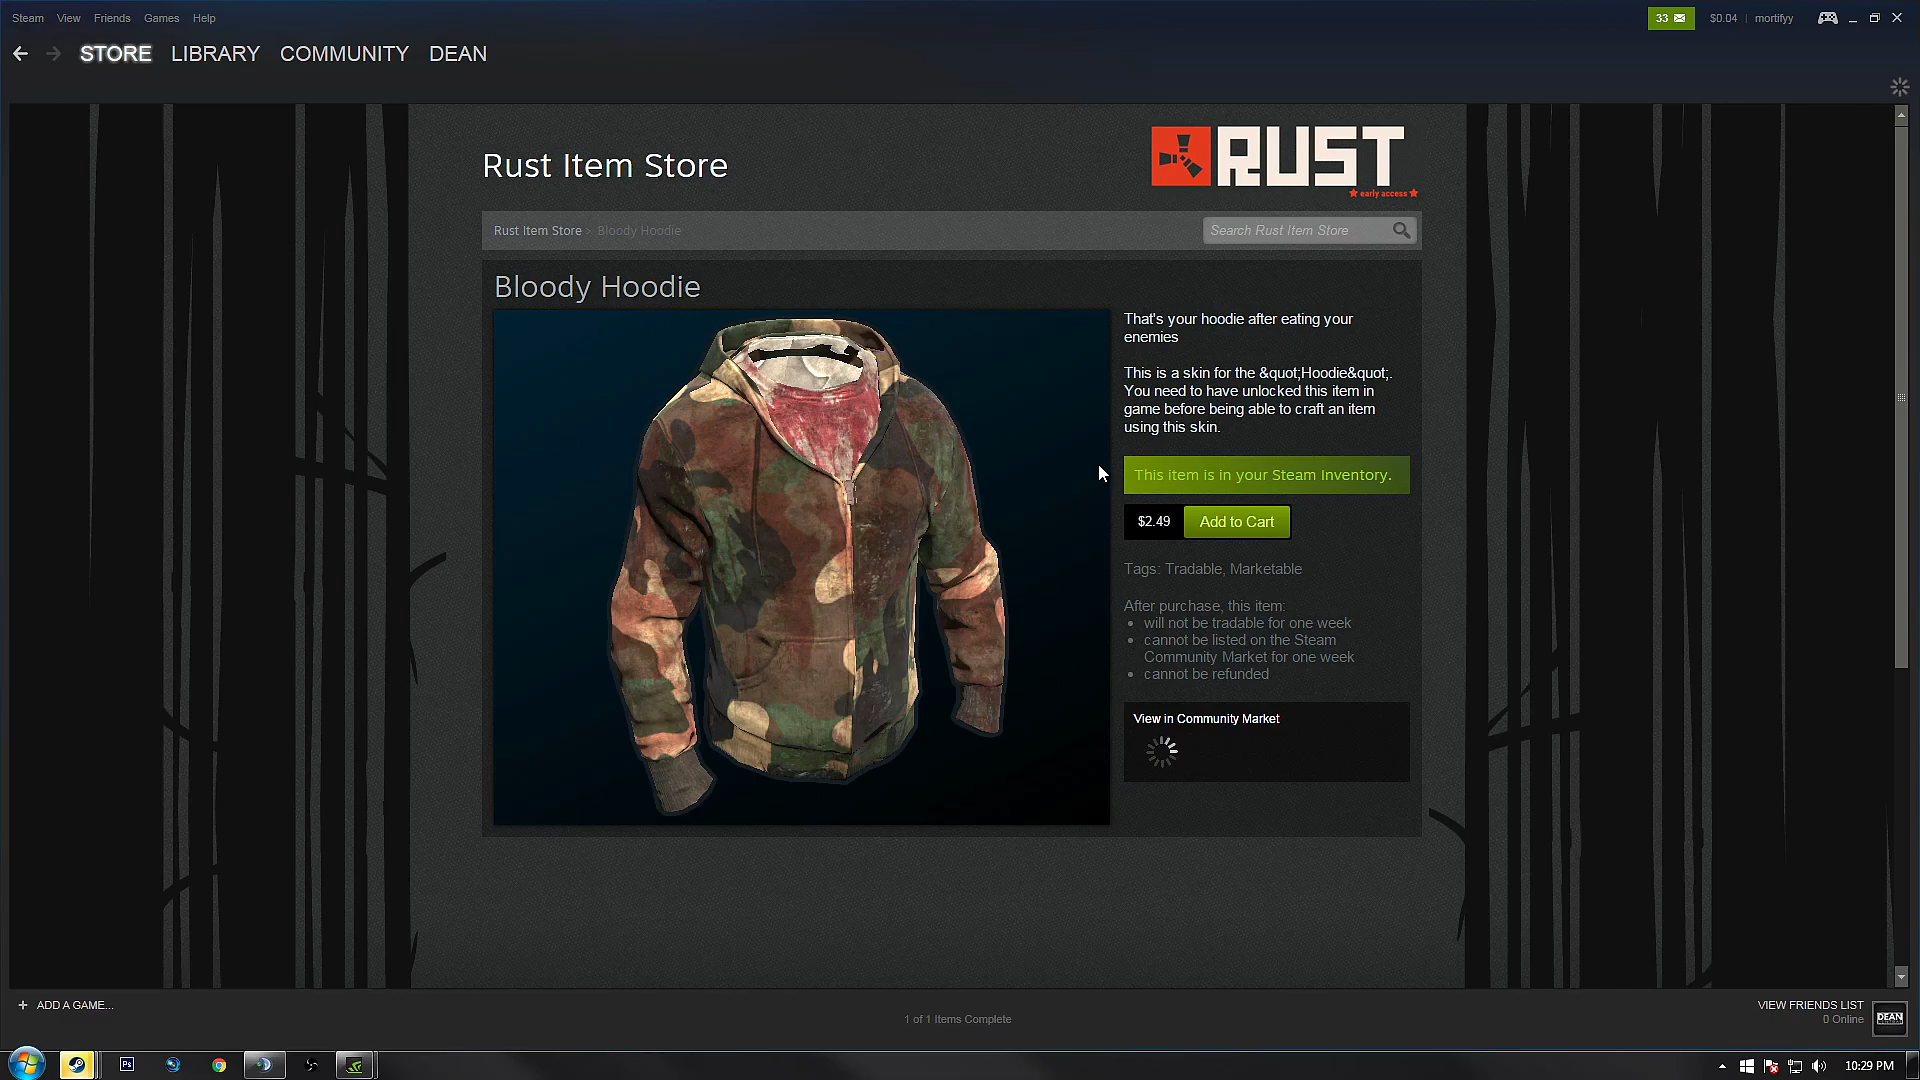 Steam View Friends Games Help
33 $0.04 mortifyy
STORE LIBRARY COMMUNITY DEAN
Rust Item Store
RUST
early access
Rust Item Store > Bloody Hoodie
Search Rust Item Store
Bloody Hoodie
That's your hoodie after eating your
enemies
This is a skin for the &quot;Hoodie&quot;.
You need to have unlocked this item in
game before being able to craft an item
using this skin.
This item is in your Steam Inventory.
$2.49 Add to Cart
Tags: Tradable, Marketable
After purchase, this item:
• will not be tradable for one week
• cannot be listed on the Steam
Community Market for one week
• cannot be refunded
View in Community Market
+ ADD A GAME...
1 of 1 Items Complete
VIEW FRIENDS LIST
0 Online
DEAN
Ps
10:29 PM